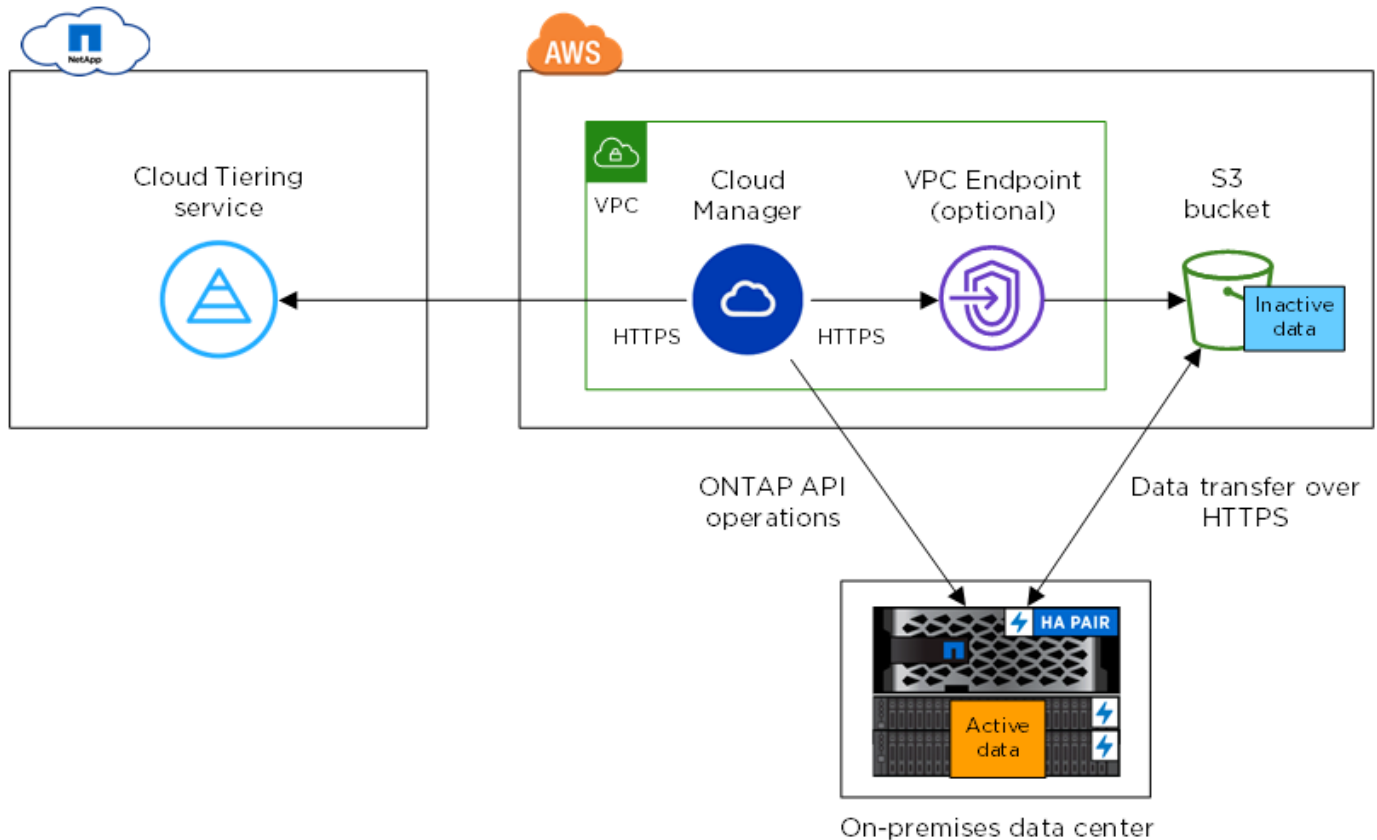 NetApp
AWS
Cloud Tiering
service
VPC
Cloud
Manager
VPC Endpoint
(optional)
S3
bucket
HTTPS
HTTPS
Inactive
data
ONTAP API
operations
Data transfer over
HTTPS
HA PAIR
Active
data
On-premises data center